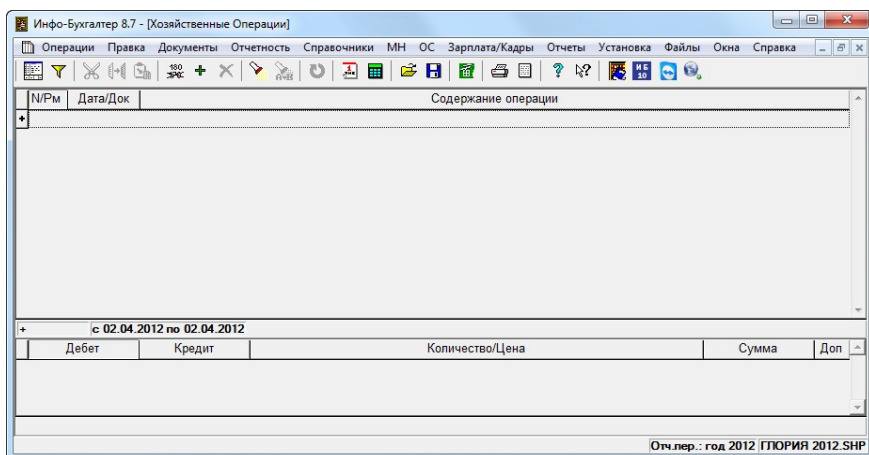 Инфо-Бухгалтер 8.7 - [Хозяйственные Операции]
Операции Правка Документы Отчетность Справочники МН ОС Зарплата/Кадры Отчеты Установка Файлы Окна Справка
N/Рм Дата/Док Содержание операции
+
+ с 02.04.2012 по 02.04.2012
Дебет Кредит Количество/Цена Сумма Доп
Отч.пер.: год 2012 ГЛОРИЯ 2012.SHP